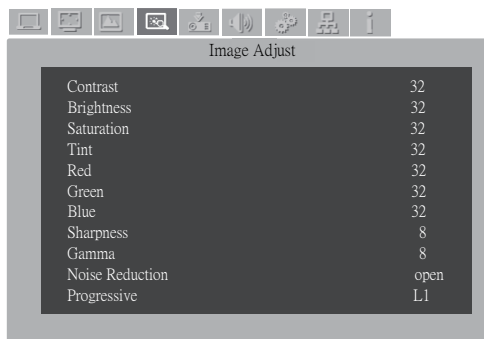 Image Adjust
Contrast 32
Brightness 32
Saturation 32
Tint 32
Red 32
Green 32
Blue 32
Sharpness 8
Gamma 8
Noise Reduction open
Progressive L1